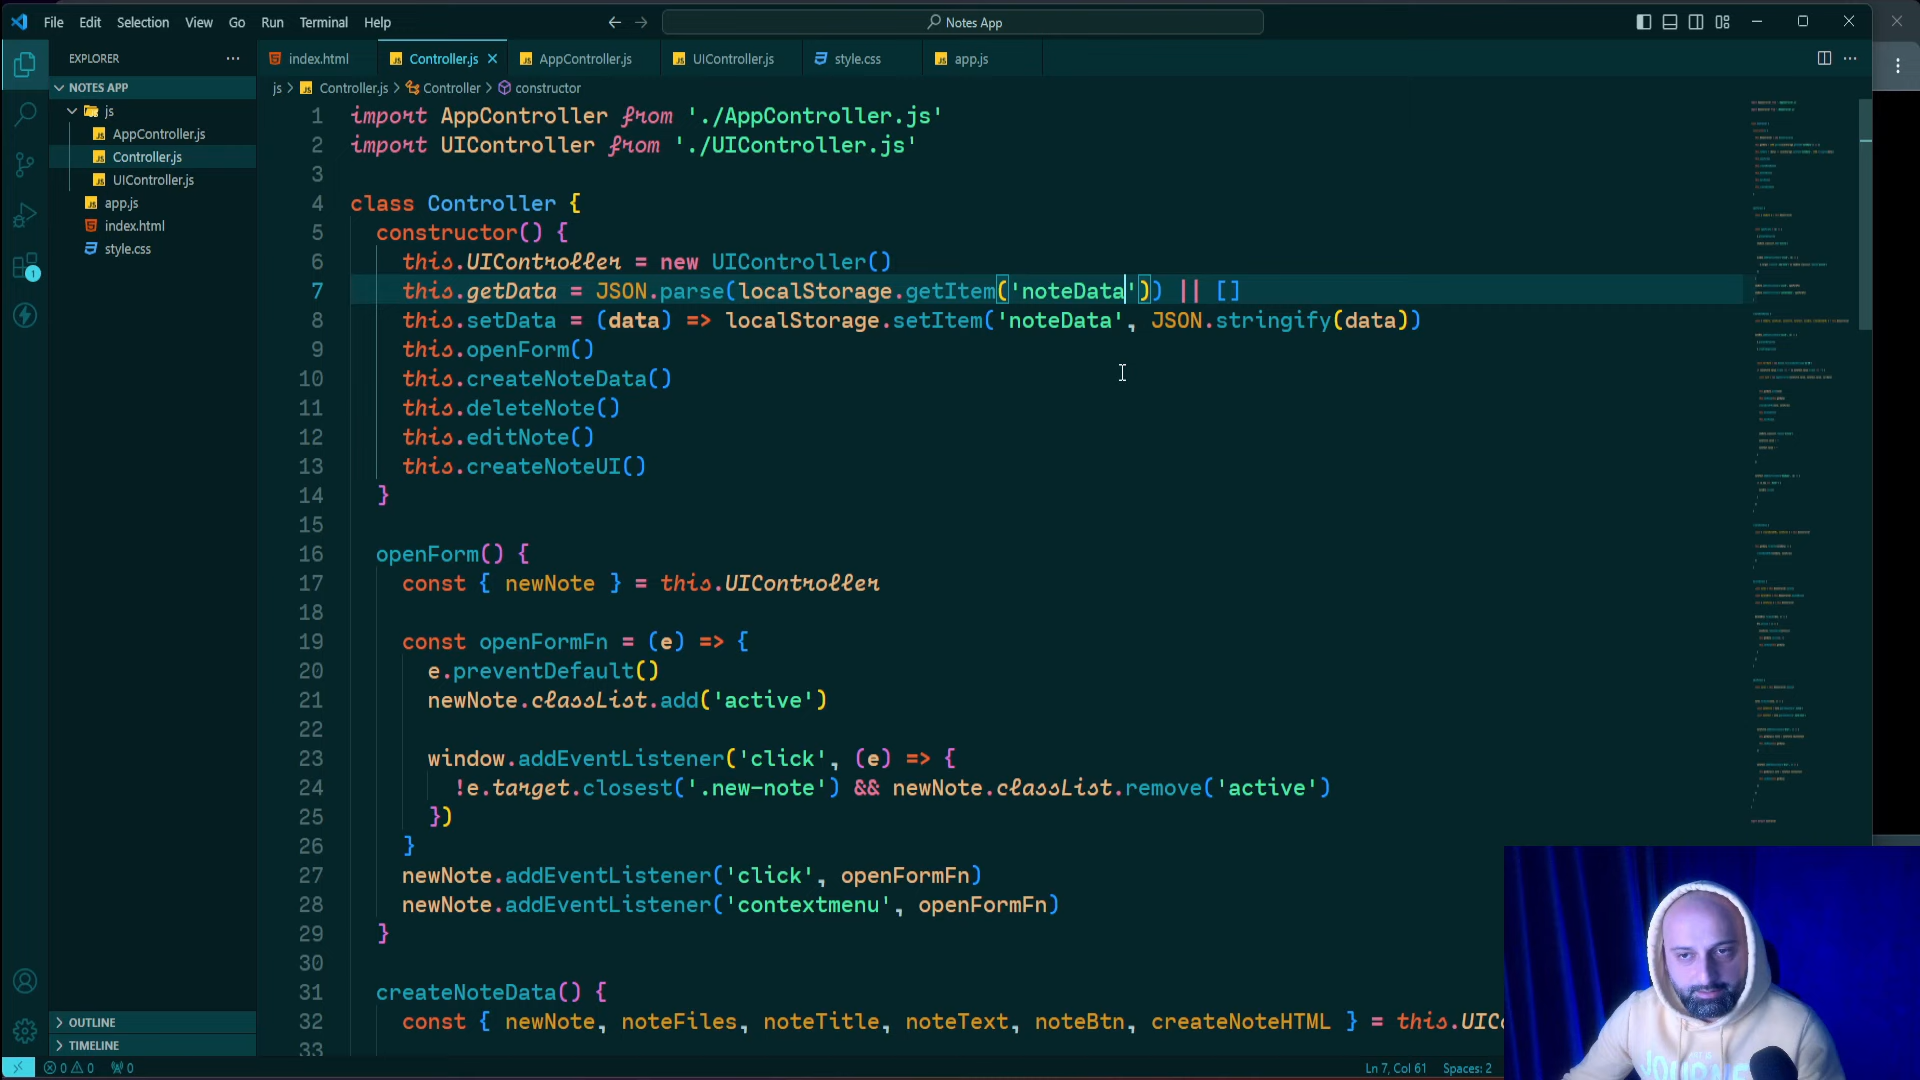 File Edit Selection View Go Run Terminal Help
Notes App
EXPLORER
NOTES APP
js
AppController.js
Controller.js
UIController.js
app.js
index.html
style.css
OUTLINE
TIMELINE
1
index.html Controller.js AppController.js UIController.js style.css app.js
js > Controller.js > Controller > constructor
1 import AppController from './AppController.js'
2 import UIController from './UIController.js'
3
4 class Controller {
5 constructor() {
6 this.UIController = new UIController()
7 this.getData = JSON.parse(localStorage.getItem('noteData')) || []
8 this.setData = (data) => localStorage.setItem('noteData', JSON.stringify(data))
9 this.openForm()
10 this.createNoteData()
11 this.deleteNote()
12 this.editNote()
13 this.createNoteUI()
14 }
15
16 openForm() {
17 const { newNote } = this.UIController
18
19 const openFormFn = (e) => {
20 e.preventDefault()
21 newNote.classList.add('active')
22
23 window.addEventListener('click', (e) => {
24 !e.target.closest('.new-note') && newNote.classList.remove('active')
25 })
26 }
27 newNote.addEventListener('click', openFormFn)
28 newNote.addEventListener('contextmenu', openFormFn)
29 }
30
31 createNoteData() {
32 const { newNote, noteFiles, noteTitle, noteText, noteBtn, createNoteHTML } = this.UIC
33
0 0 0
Ln 7, Col 61 Spaces: 2